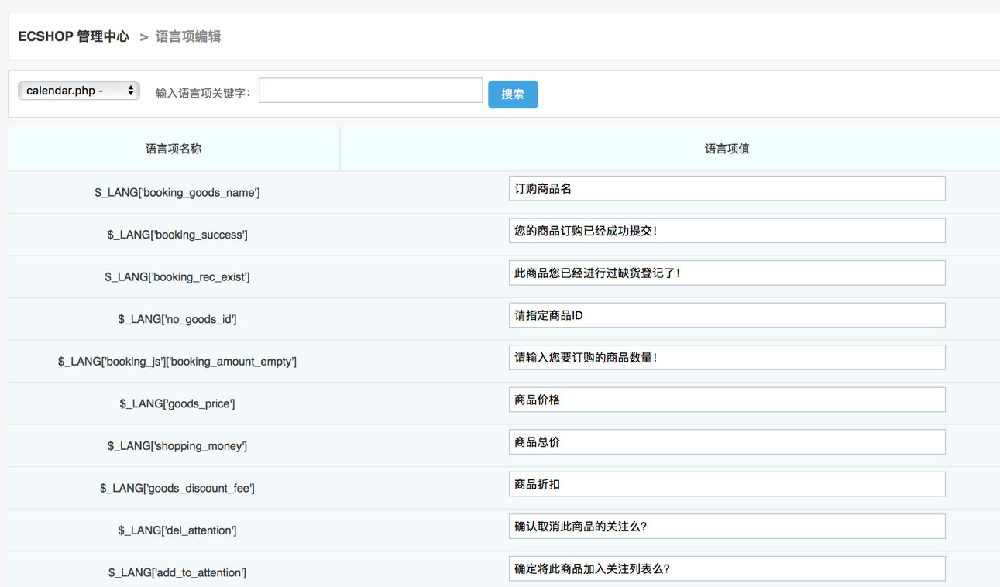 ECSHOP 管理中心 > 语言项编辑
calendar.php - 输入语言项关键字: 搜索
语言项名称 语言项值
$_LANG['booking_goods_name'] 订购商品名
$_LANG['booking_success'] 您的商品订购已经成功提交!
$_LANG['booking_rec_exist'] 此商品您已经进行过缺货登记了!
$_LANG['no_goods_id'] 请指定商品ID
$_LANG['booking_js']['booking_amount_empty'] 请输入您要订购的商品数量!
$_LANG['goods_price'] 商品价格
$_LANG['shopping_money'] 商品总价
$_LANG['goods_discount_fee'] 商品折扣
$_LANG['del_attention'] 确认取消此商品的关注么?
$_LANG['add_to_attention'] 确定将此商品加入关注列表么?